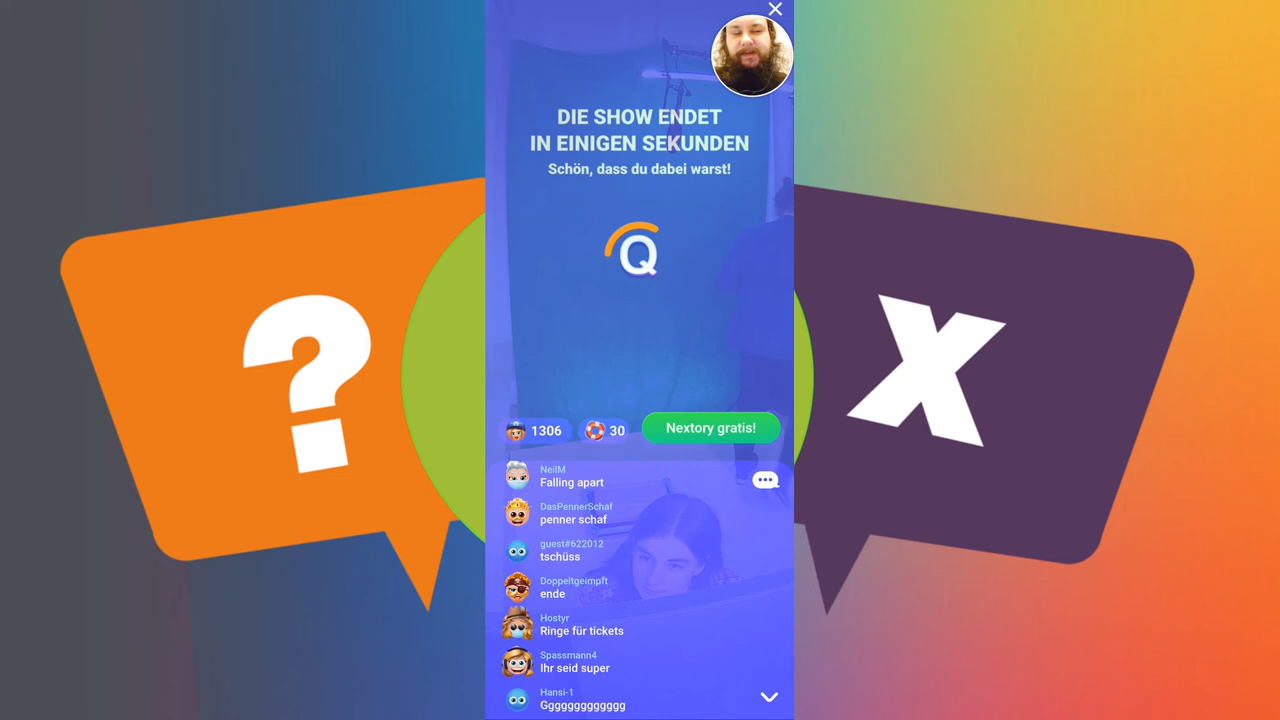 DIE SHOW ENDET
IN EINIGEN SEKUNDEN
Schön, dass du dabei warst!
Q
?
X
1306
30
Nextory gratis!
NeilM
Falling apart
DasPennerSchaf
penner schaf
guest#622012
tschüss
Doppeltgeimpft
ende
Hostyr
Ringe für tickets
Spassmann4
Ihr seid super
Hansi-1
Ggggggggggggg